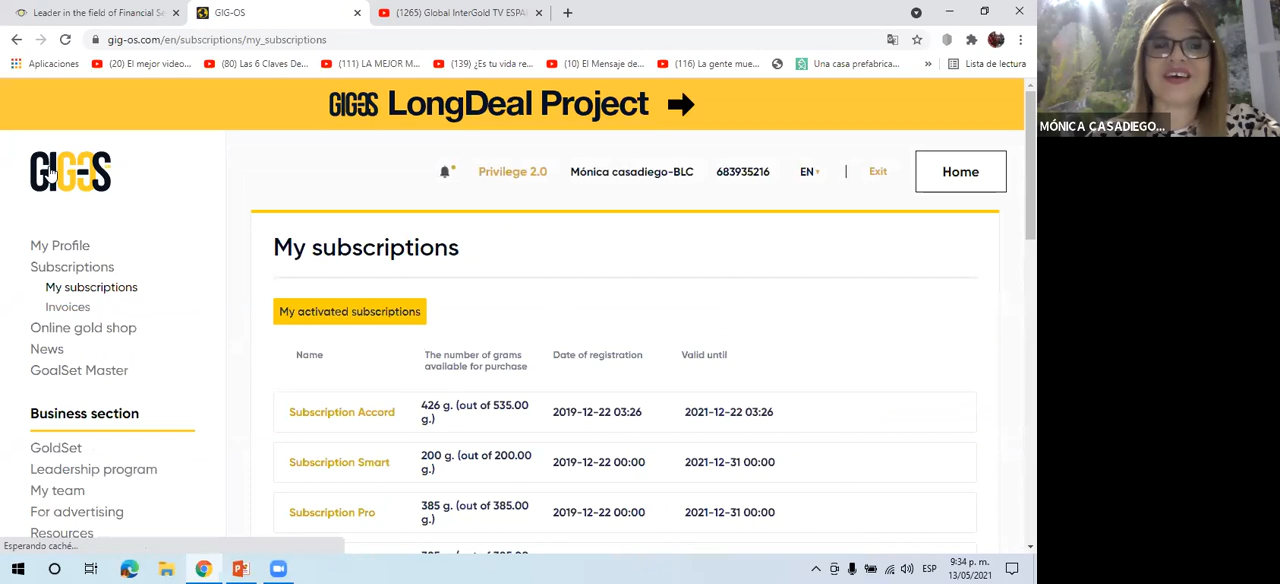 Leader in the field of Financial Se
GIG-OS
(1265) Global InterGold TV ESPA
gig-os.com/en/subscriptions/my_subscriptions
Aplicaciones
(20) El mejor video...
(80) Las 6 Claves De...
(111) LA MEJOR M...
(139) ¿Es tu vida re...
(10) El Mensaje de...
(116) La gente mue...
Una casa prefabric...
»
Lista de lectura
MÓNICA CASADIEGO...
GIGOS LongDeal Project
GIGOS
Privilege 2.0
Mónica casadiego-BLC
683935216
EN
Exit
Home
My Profile
Subscriptions
My subscriptions
Invoices
Online gold shop
News
GoalSet Master
Business section
GoldSet
Leadership program
My team
For advertising
Resources
My subscriptions
My activated subscriptions
Name
The number of grams available for purchase
Date of registration
Valid until
Subscription Accord
426 g. (out of 535.00 g.)
2019-12-22 03:26
2021-12-22 03:26
Subscription Smart
200 g. (out of 200.00 g.)
2019-12-22 00:00
2021-12-31 00:00
Subscription Pro
385 g. (out of 385.00 g.)
2019-12-22 00:00
2021-12-31 00:00
Esperando caché...
ESP
9:34 p. m.
13/05/2021